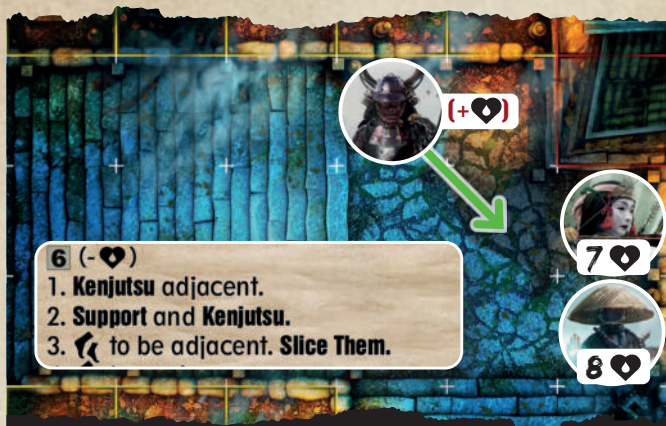 (+)
7
6 (-)
1. Kenjutsu adjacent.
2. Support and Kenjutsu.
3. to be adjacent. Slice Them.
8